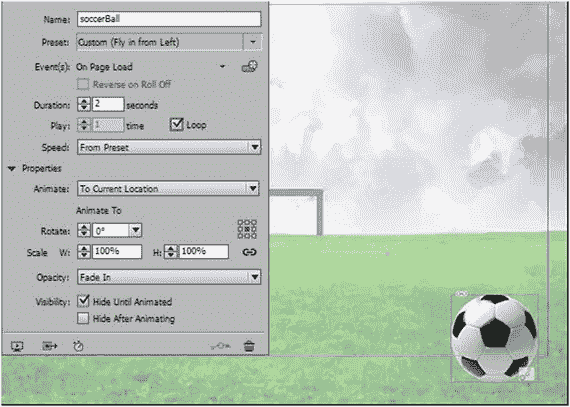 Name: soccerBall
Preset: Custom (Fly in from Left)
Event(s): On Page Load
Reverse on Roll Off
Duration: 2 seconds
Play: 1 time Loop
Speed: From Preset
Properties
Animate: To Current Location
Animate To
Rotate: 0°
Scale W: 100% H: 100%
Opacity: Fade In
Visibility: Hide Until Animated
Hide After Animating